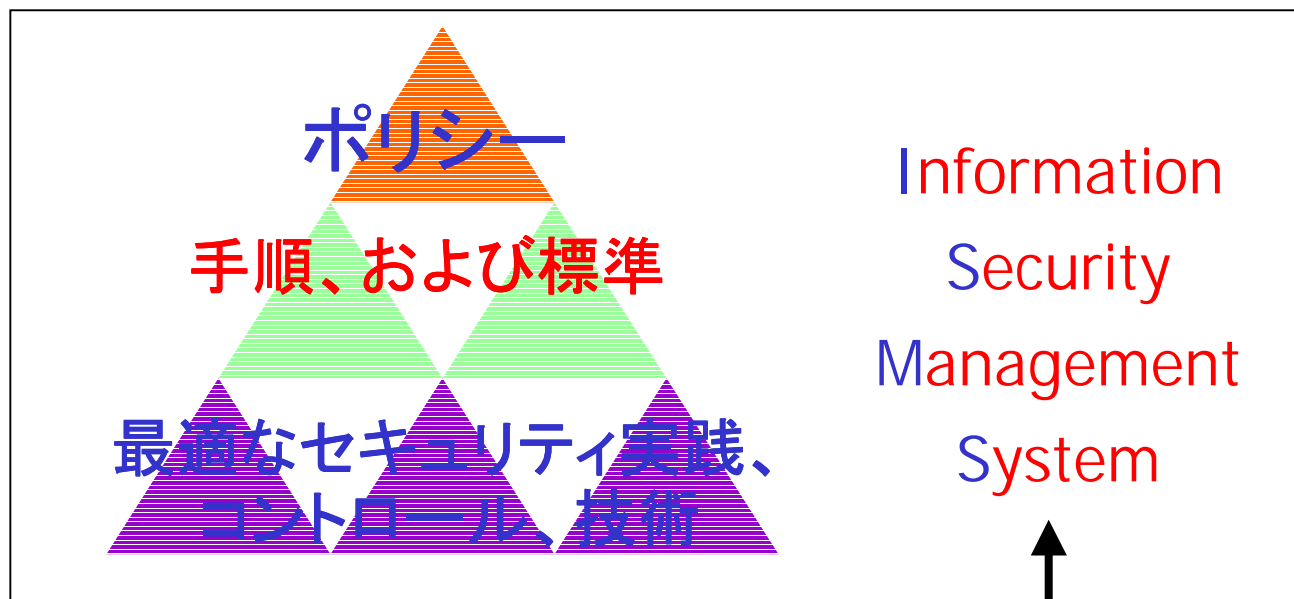 ポリシー
手順、および標準
最適なセキュリティ実践、
コントロール、技術
Information
Security
Management
System